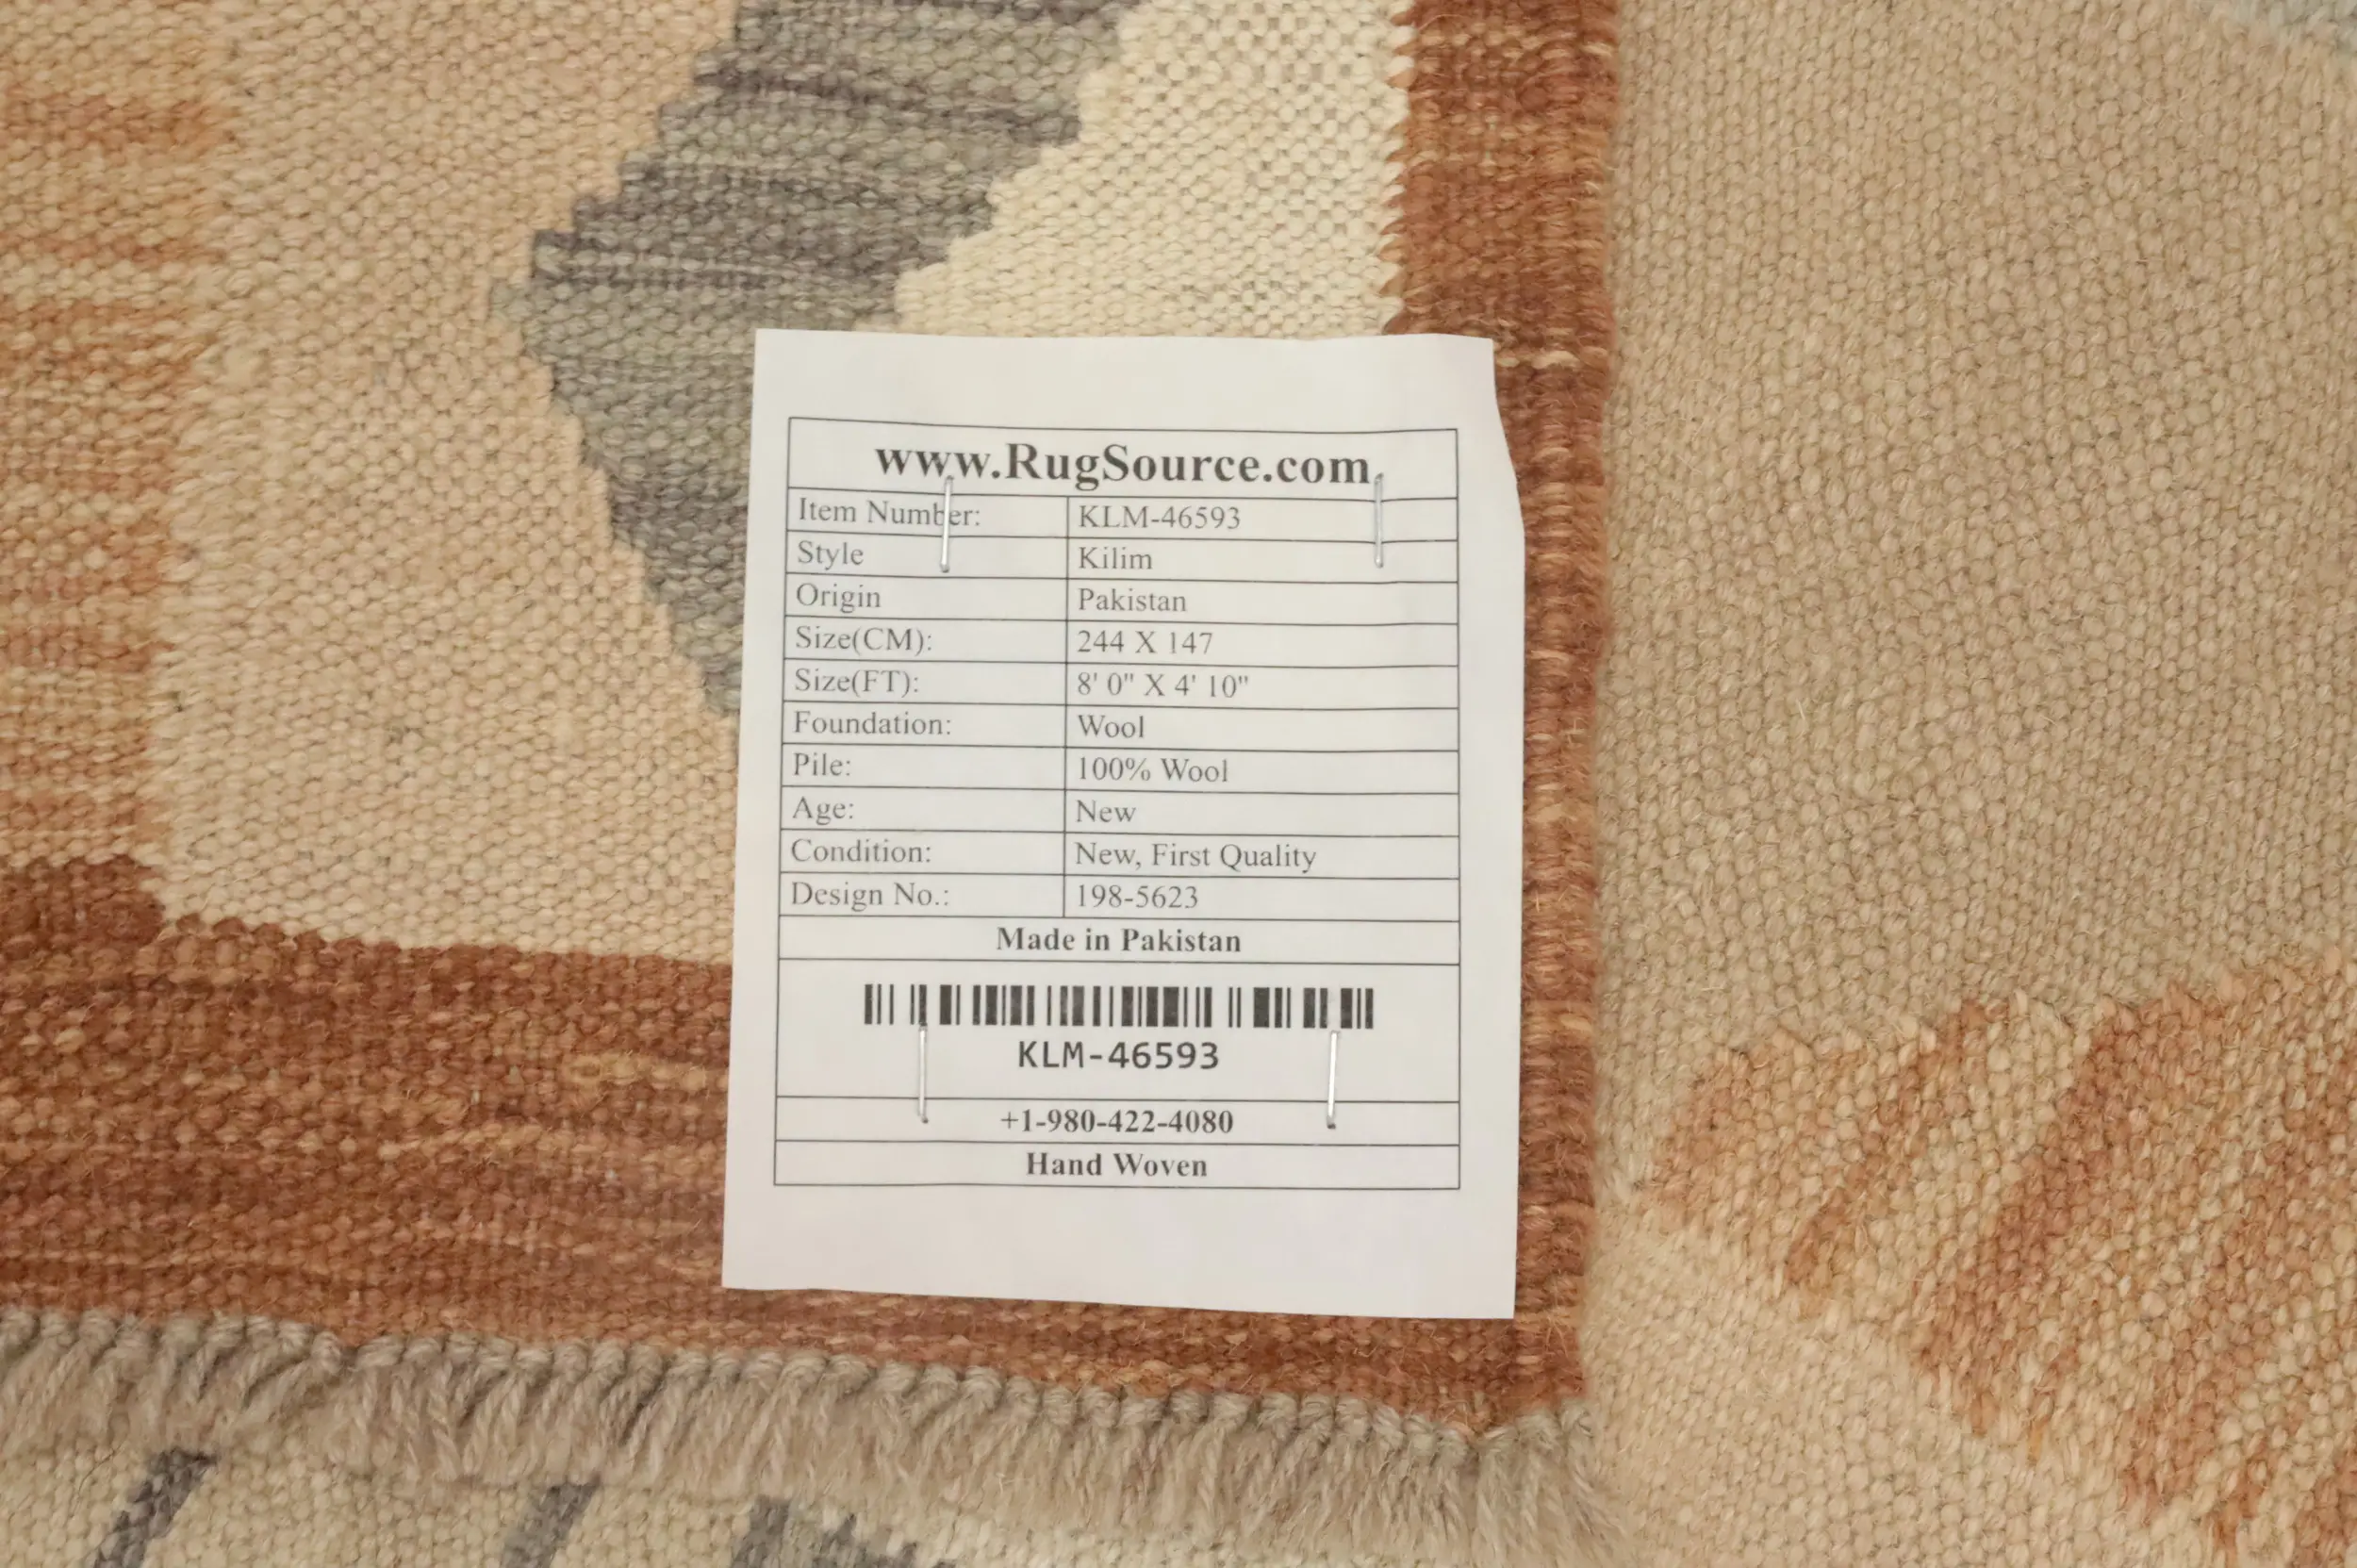 www.RugSource.com
Item Number: KLM-46593
Style Kilim
Origin Pakistan
Size(CM): 244 X 147
Size(FT): 8' 0" X 4' 10"
Foundation: Wool
Pile: 100% Wool
Age: New
Condition: New, First Quality
Design No.: 198-5623
Made in Pakistan
KLM-46593
+1-980-422-4080
Hand Woven